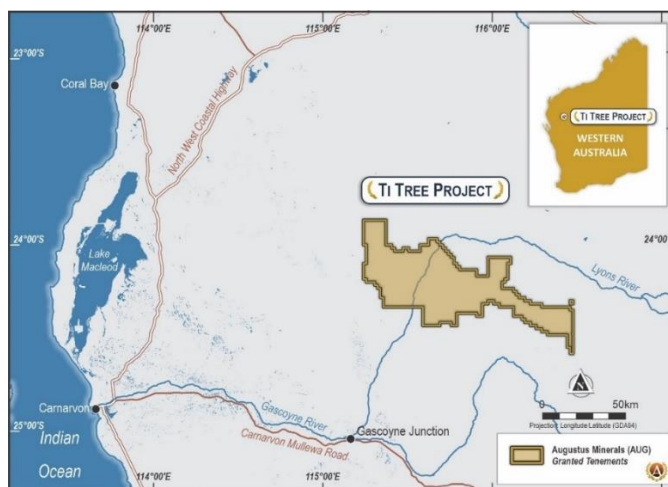 114°00'E
115°00'E
116°00'E
23°00'S
Coral Bay
North West Coastal Highway
TI TREE PROJECT
WESTERN
AUSTRALIA
TI TREE PROJECT
24°00'S
24°00'S
Lake
Macleod
Lyons River
Carnarvon
Gascoyne River
Gascoyne Junction
Carnarvon Mullewa Road
25°00'S
Indian
Ocean
N
0 50km
Projection: Longitude Latitude (GDA94)
114°00'E
115°00'E
Augustus Minerals (AUG)
Granted Tenements